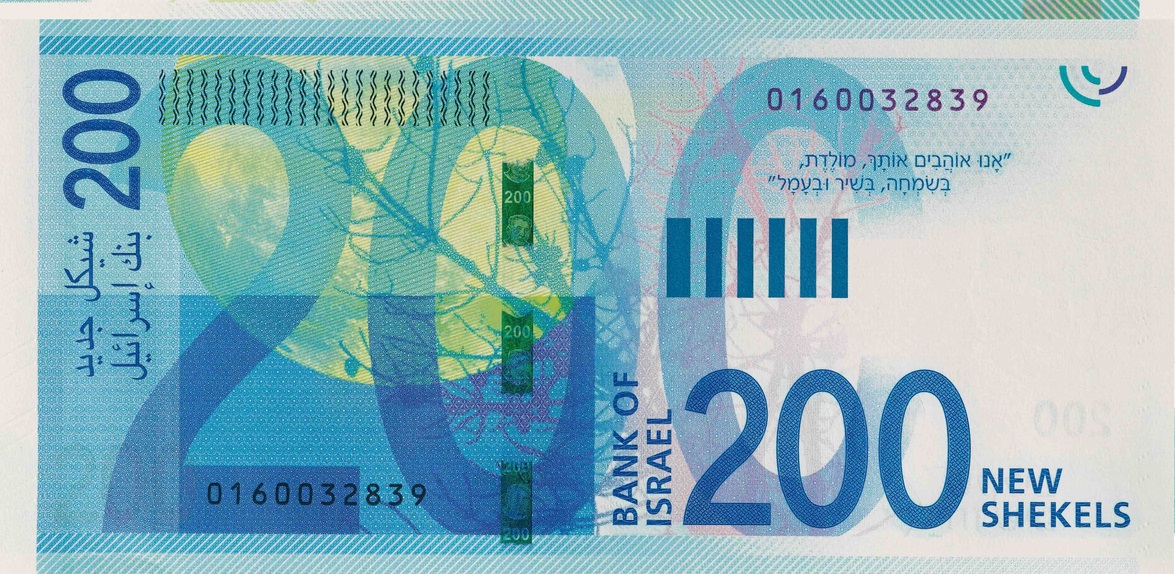 200
شيكل جديد
بنك إسرائيل
0160032839
"אָנוּ אוֹהֲבִים אוֹתָךְ, מוֹלֶדֶת,
בְּשִׂמְחָה, בְּשִׁיר וּבְעָמָל"
200
200
200
200
BANK OF
ISRAEL
200
NEW
SHEKELS
0160032839
200